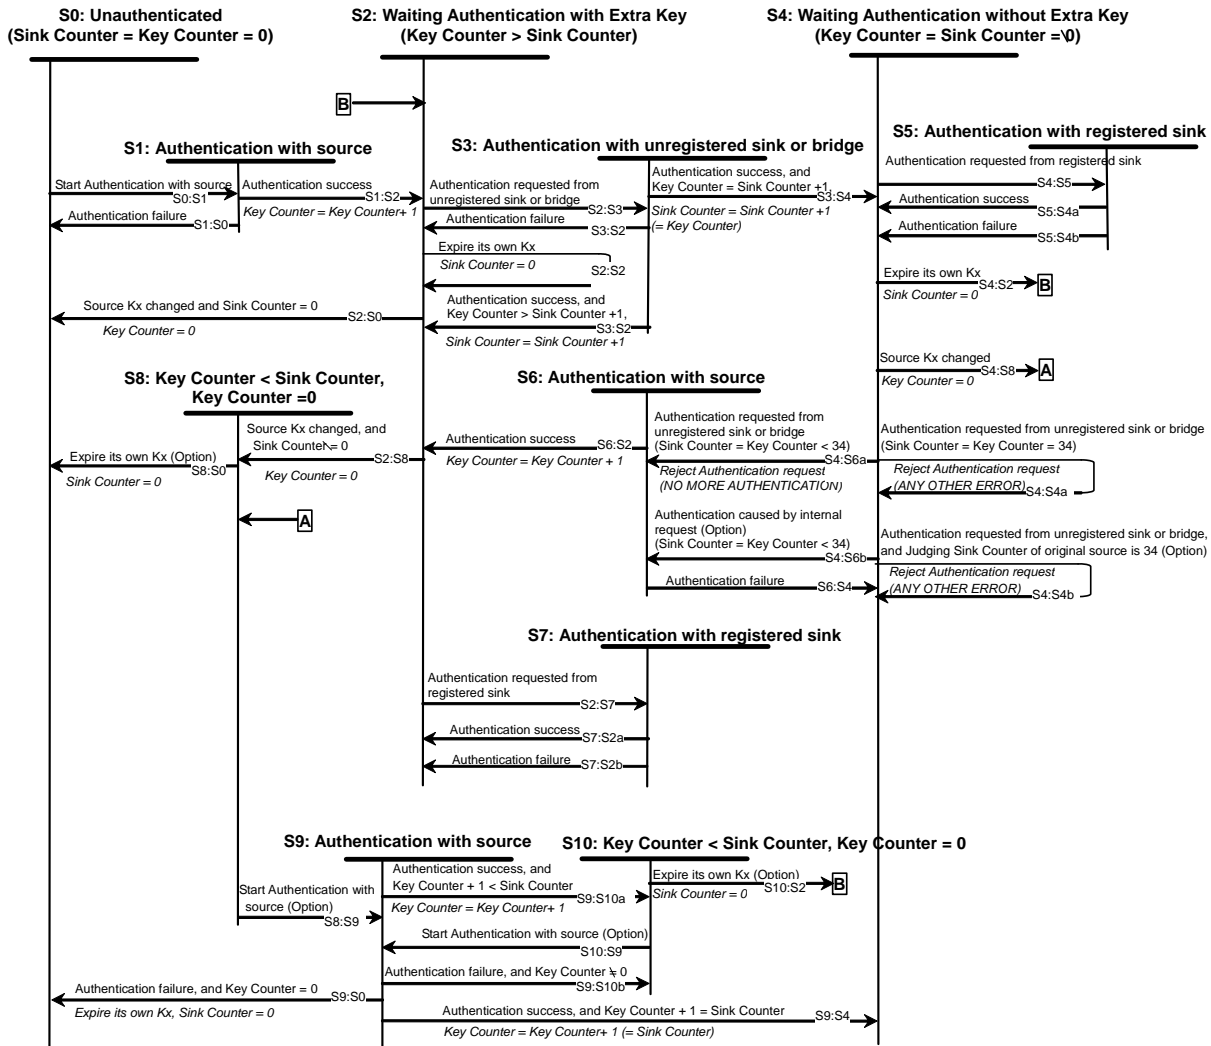 S0: Unauthenticated
(Sink Counter = Key Counter = 0)
S2: Waiting Authentication with Extra Key
(Key Counter > Sink Counter)
S4: Waiting Authentication without Extra Key
(Key Counter = Sink Counter ≠ 0)
B
S1: Authentication with source
S3: Authentication with unregistered sink or bridge
S5: Authentication with registered sink
Start Authentication with source
S0:S1
Authentication failure
S1:S0
Authentication success
S1:S2
Key Counter = Key Counter+ 1
Authentication requested from
unregistered sink or bridge
S2:S3
Authentication failure
S3:S2
Expire its own Kx
Sink Counter = 0
S2:S2
Authentication success, and
Key Counter = Sink Counter +1,
S3:S4
Sink Counter = Sink Counter +1
(= Key Counter)
Authentication requested from registered sink
S4:S5
Authentication success
S5:S4a
Authentication failure
S5:S4b
Expire its own Kx
S4:S2
B
Sink Counter = 0
Source Kx changed and Sink Counter = 0
S2:S0
Key Counter = 0
Authentication success, and
Key Counter > Sink Counter +1,
S3:S2
Sink Counter = Sink Counter +1
Source Kx changed
S4:S8
A
Key Counter = 0
S8: Key Counter < Sink Counter,
Key Counter =0
S6: Authentication with source
Source Kx changed, and
Sink Counter ≠ 0
S2:S8
Key Counter = 0
Expire its own Kx (Option)
S8:S0
Sink Counter = 0
A
Authentication success
S6:S2
Key Counter = Key Counter + 1
Authentication requested from
unregistered sink or bridge
(Sink Counter = Key Counter < 34)
S4:S6a
Reject Authentication request
(NO MORE AUTHENTICATION)
Authentication requested from unregistered sink or bridge
(Sink Counter = Key Counter = 34)
Reject Authentication request
(ANY OTHER ERROR)
S4:S4a
Authentication caused by internal
request (Option)
(Sink Counter = Key Counter < 34)
S4:S6b
Authentication failure
S6:S4
Authentication requested from unregistered sink or bridge,
and Judging Sink Counter of original source is 34 (Option)
Reject Authentication request
(ANY OTHER ERROR)
S4:S4b
S7: Authentication with registered sink
Authentication requested from
registered sink
S2:S7
Authentication success
S7:S2a
Authentication failure
S7:S2b
S9: Authentication with source
S10: Key Counter < Sink Counter, Key Counter = 0
Start Authentication with
source (Option)
S8:S9
Authentication success, and
Key Counter + 1 < Sink Counter
S9:S10a
Key Counter = Key Counter+ 1
Expire its own Kx (Option)
S10:S2
B
Sink Counter = 0
Start Authentication with source (Option)
S10:S9
Authentication failure, and Key Counter ≠ 0
S9:S10b
Authentication failure, and Key Counter = 0
S9:S0
Expire its own Kx, Sink Counter = 0
Authentication success, and Key Counter + 1 = Sink Counter
S9:S4
Key Counter = Key Counter+ 1 (= Sink Counter)